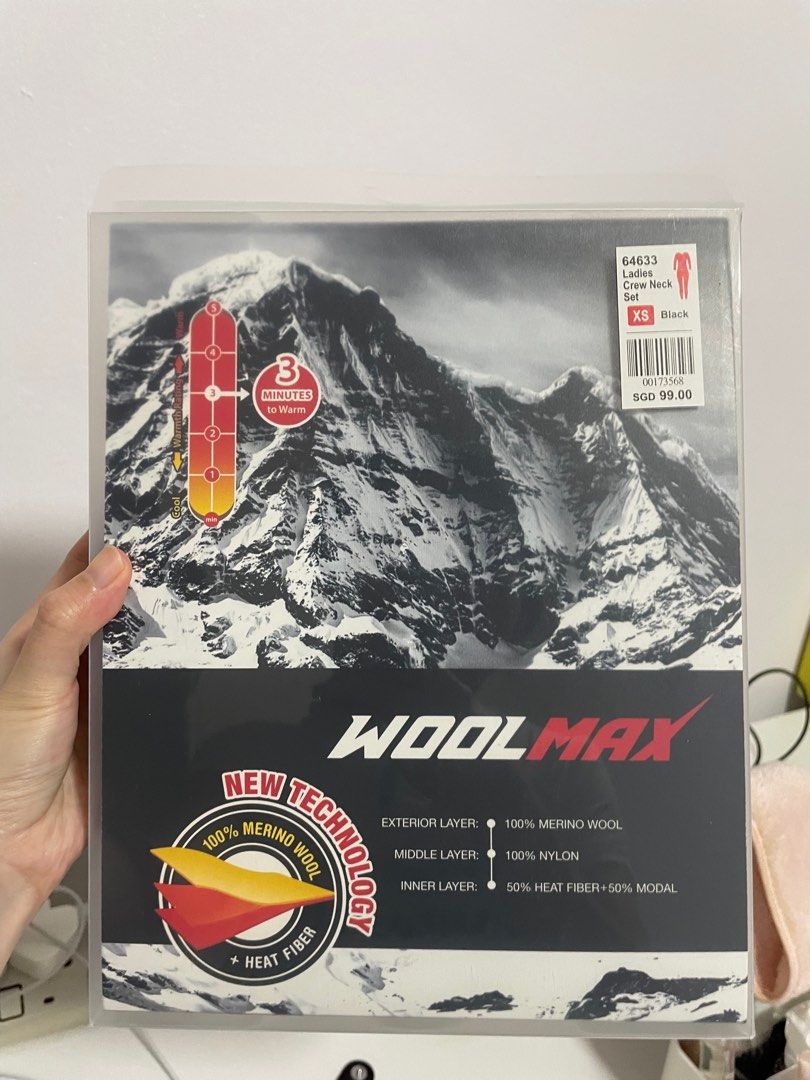 64633
Ladies
Crew Neck
Set
XS Black
00173568
SGD 99.00
5
4
3
2
1
min
Warm
Cool
3
MINUTES
to Warm
WOOLMAX
NEW TECHNOLOGY
100% MERINO WOOL
+ HEAT FIBER
EXTERIOR LAYER: 100% MERINO WOOL
MIDDLE LAYER: 100% NYLON
INNER LAYER: 50% HEAT FIBER+50% MODAL